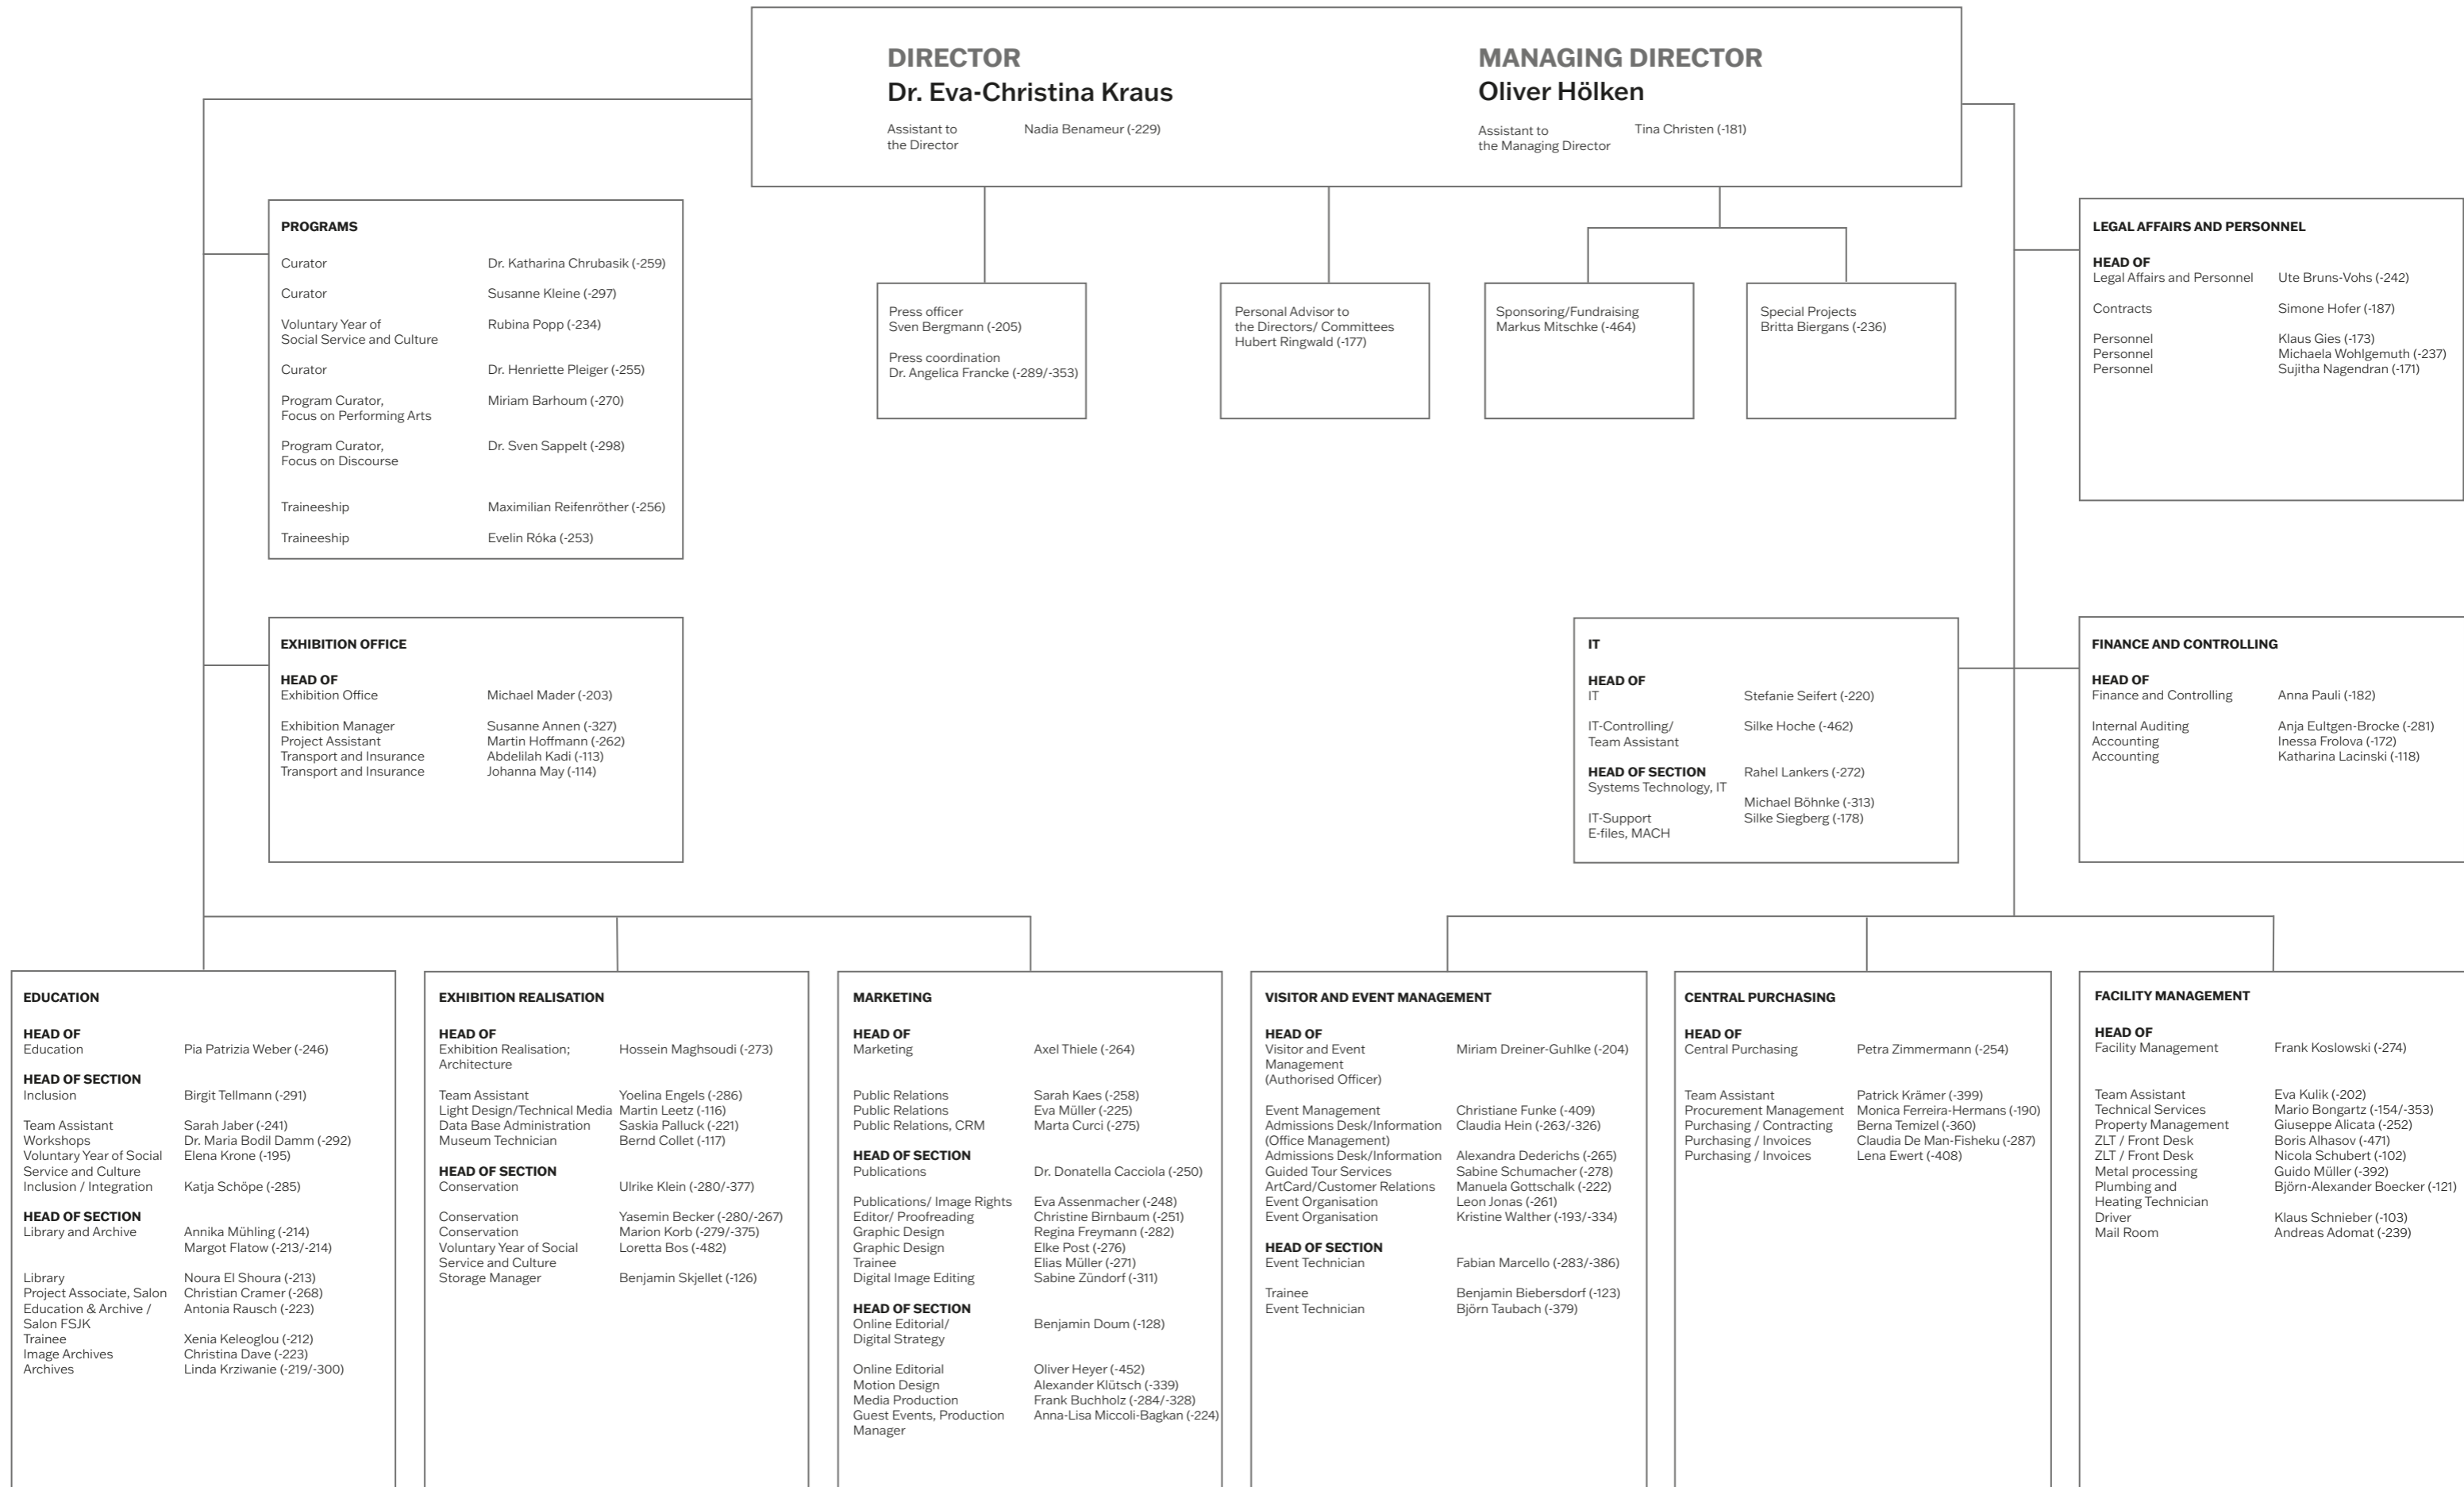 DIRECTOR
Dr. Eva-Christina Kraus
Assistant to Nadia Benameur (-229)
the Director
MANAGING DIRECTOR
Oliver Hölken
Assistant to Tina Christen (-181)
the Managing Director
PROGRAMS
Curator Dr. Katharina Chrubasik (-259)
Curator Susanne Kleine (-297)
Voluntary Year of Rubina Popp (-234)
Social Service and Culture
Curator Dr. Henriette Pleiger (-255)
Program Curator, Miriam Barhoum (-270)
Focus on Performing Arts
Program Curator, Dr. Sven Sappelt (-298)
Focus on Discourse
Traineeship Maximilian Reifenröther (-256)
Traineeship Evelin Róka (-253)
Press officer
Sven Bergmann (-205)
Press coordination
Dr. Angelica Francke (-289/-353)
Personal Advisor to
the Directors/ Committees
Hubert Ringwald (-177)
Sponsoring/Fundraising
Markus Mitschke (-464)
Special Projects
Britta Biergans (-236)
LEGAL AFFAIRS AND PERSONNEL
HEAD OF
Legal Affairs and Personnel Ute Bruns-Vohs (-242)
Contracts Simone Hofer (-187)
Personnel Klaus Gies (-173)
Personnel Michaela Wohlgemuth (-237)
Personnel Sujitha Nagendran (-171)
EXHIBITION OFFICE
HEAD OF
Exhibition Office Michael Mader (-203)
Exhibition Manager Susanne Annen (-327)
Project Assistant Martin Hoffmann (-262)
Transport and Insurance Abdelilah Kadi (-113)
Transport and Insurance Johanna May (-114)
IT
HEAD OF
IT Stefanie Seifert (-220)
IT-Controlling/ Silke Hoche (-462)
Team Assistant
HEAD OF SECTION Rahel Lankers (-272)
Systems Technology, IT
Michael Böhnke (-313)
IT-Support Silke Siegberg (-178)
E-files, MACH
FINANCE AND CONTROLLING
HEAD OF
Finance and Controlling Anna Pauli (-182)
Internal Auditing Anja Eultgen-Brocke (-281)
Accounting Inessa Frolova (-172)
Accounting Katharina Lacinski (-118)
EDUCATION
HEAD OF
Education Pia Patrizia Weber (-246)
HEAD OF SECTION
Inclusion Birgit Tellmann (-291)
Team Assistant Sarah Jaber (-241)
Workshops Dr. Maria Bodil Damm (-292)
Voluntary Year of Social Elena Krone (-195)
Service and Culture
Inclusion / Integration Katja Schöpe (-285)
HEAD OF SECTION
Library and Archive Annika Mühling (-214)
Margot Flatow (-213/-214)
Library Noura El Shoura (-213)
Project Associate, Salon Christian Cramer (-268)
Education & Archive / Antonia Rausch (-223)
Salon FSJK
Trainee Xenia Keleoglou (-212)
Image Archives Christina Dave (-223)
Archives Linda Krziwanie (-219/-300)
EXHIBITION REALISATION
HEAD OF
Exhibition Realisation; Hossein Maghsoudi (-273)
Architecture
Team Assistant Yoelina Engels (-286)
Light Design/Technical Media Martin Leetz (-116)
Data Base Administration Saskia Palluck (-221)
Museum Technician Bernd Collet (-117)
HEAD OF SECTION
Conservation Ulrike Klein (-280/-377)
Conservation Yasemin Becker (-280/-267)
Conservation Marion Korb (-279/-375)
Voluntary Year of Social Loretta Bos (-482)
Service and Culture
Storage Manager Benjamin Skjellet (-126)
MARKETING
HEAD OF
Marketing Axel Thiele (-264)
Public Relations Sarah Kaes (-258)
Public Relations Eva Müller (-225)
Public Relations, CRM Marta Curci (-275)
HEAD OF SECTION
Publications Dr. Donatella Cacciola (-250)
Publications/ Image Rights Eva Assenmacher (-248)
Editor/ Proofreading Christine Birnbaum (-251)
Graphic Design Regina Freymann (-282)
Graphic Design Elke Post (-276)
Trainee Elias Müller (-271)
Digital Image Editing Sabine Zündorf (-311)
HEAD OF SECTION
Online Editorial/ Benjamin Doum (-128)
Digital Strategy
Online Editorial Oliver Heyer (-452)
Motion Design Alexander Klütsch (-339)
Media Production Frank Buchholz (-284/-328)
Guest Events, Production Anna-Lisa Miccoli-Bagkan (-224)
Manager
VISITOR AND EVENT MANAGEMENT
HEAD OF
Visitor and Event Miriam Dreiner-Guhlke (-204)
Management
(Authorised Officer)
Event Management Christiane Funke (-409)
Admissions Desk/Information Claudia Hein (-263/-326)
(Office Management)
Admissions Desk/Information Alexandra Dederichs (-265)
Guided Tour Services Sabine Schumacher (-278)
ArtCard/Customer Relations Manuela Gottschalk (-222)
Event Organisation Leon Jonas (-261)
Event Organisation Kristine Walther (-193/-334)
HEAD OF SECTION
Event Technician Fabian Marcello (-283/-386)
Trainee Benjamin Biebersdorf (-123)
Event Technician Björn Taubach (-379)
CENTRAL PURCHASING
HEAD OF
Central Purchasing Petra Zimmermann (-254)
Team Assistant Patrick Krämer (-399)
Procurement Management Monica Ferreira-Hermans (-190)
Purchasing / Contracting Berna Temizel (-360)
Purchasing / Invoices Claudia De Man-Fisheku (-287)
Purchasing / Invoices Lena Ewert (-408)
FACILITY MANAGEMENT
HEAD OF
Facility Management Frank Koslowski (-274)
Team Assistant Eva Kulik (-202)
Technical Services Mario Bongartz (-154/-353)
Property Management Giuseppe Alicata (-252)
ZLT / Front Desk Boris Alhasov (-471)
ZLT / Front Desk Nicola Schubert (-102)
Metal processing Guido Müller (-392)
Plumbing and Björn-Alexander Boecker (-121)
Heating Technician
Driver Klaus Schnieber (-103)
Mail Room Andreas Adomat (-239)